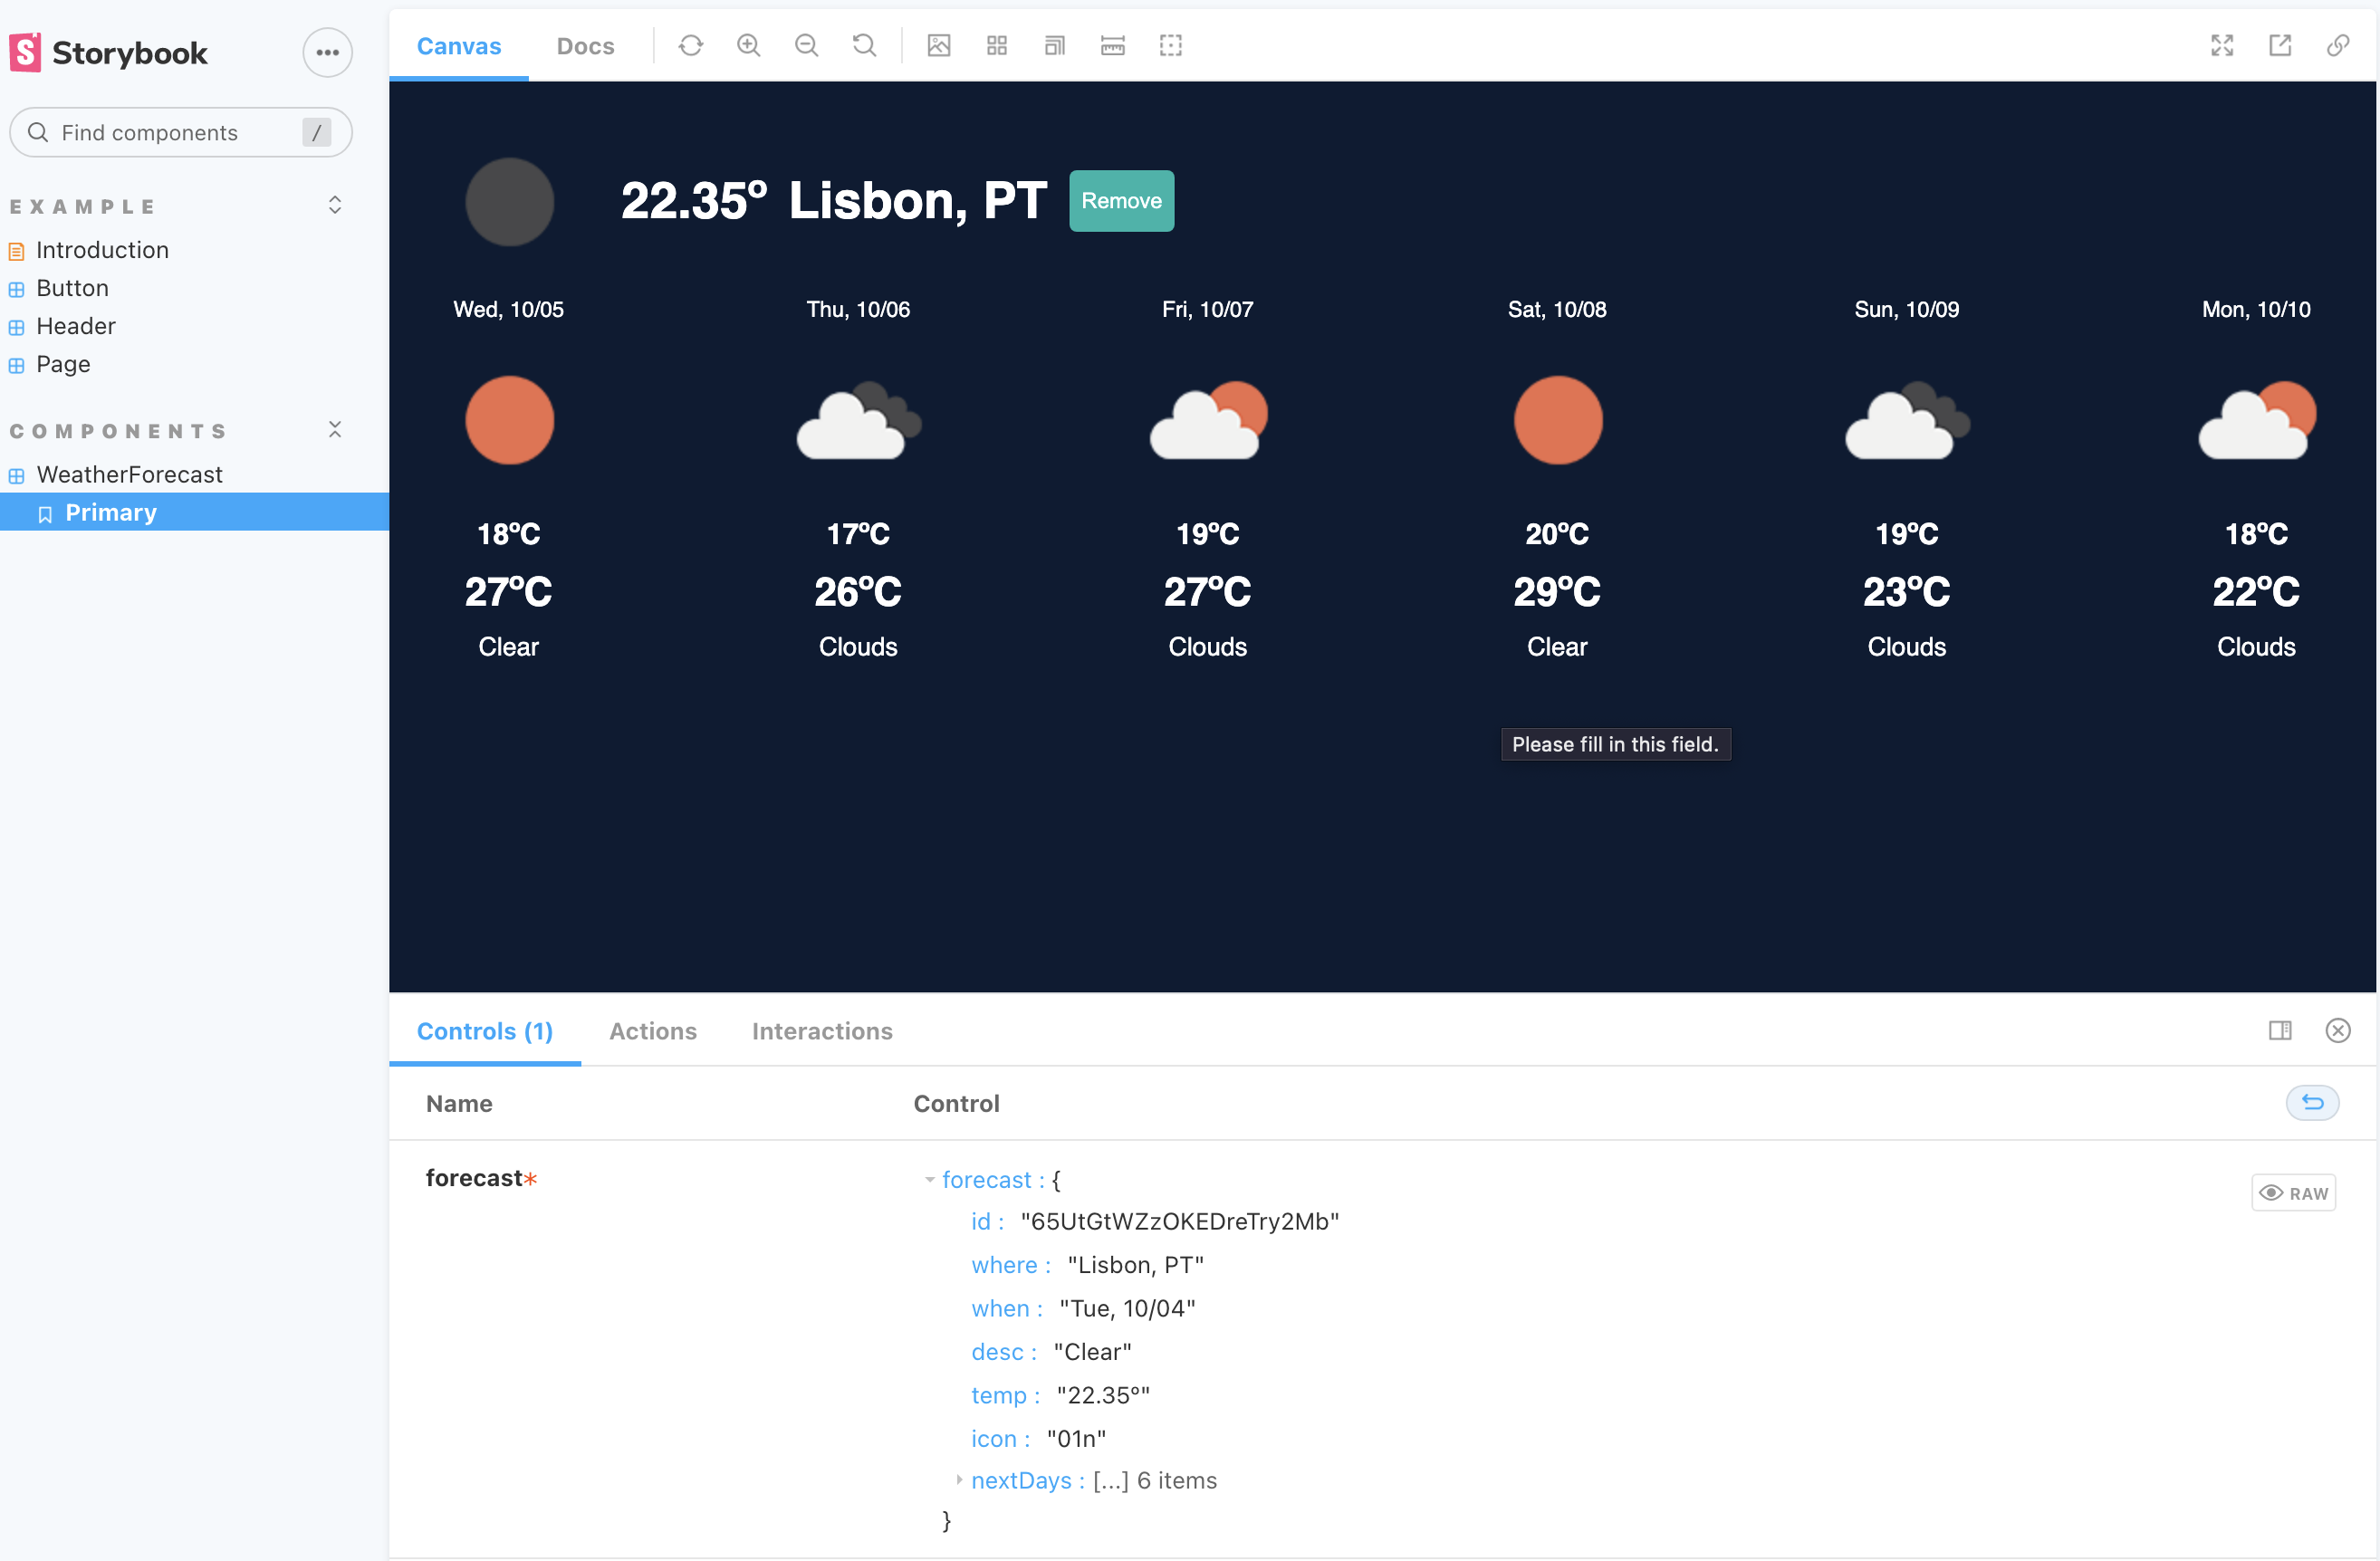 Storybook
Find components /
EXAMPLE
Introduction
Button
Header
Page
COMPONENTS
WeatherForecast
Primary
Canvas Docs
22.35º Lisbon, PT Remove
Wed, 10/05 Thu, 10/06 Fri, 10/07 Sat, 10/08 Sun, 10/09 Mon, 10/10
18ºC 17ºC 19ºC 20ºC 19ºC 18ºC
27ºC 26ºC 27ºC 29ºC 23ºC 22ºC
Clear Clouds Clouds Clear Clouds Clouds
Please fill in this field.
Controls (1) Actions Interactions
Name Control
forecast* forecast : {
RAW
id : "65UtGtWZzOKEDreTry2Mb"
where : "Lisbon, PT"
when : "Tue, 10/04"
desc : "Clear"
temp : "22.35º"
icon : "01n"
nextDays : [...] 6 items
}